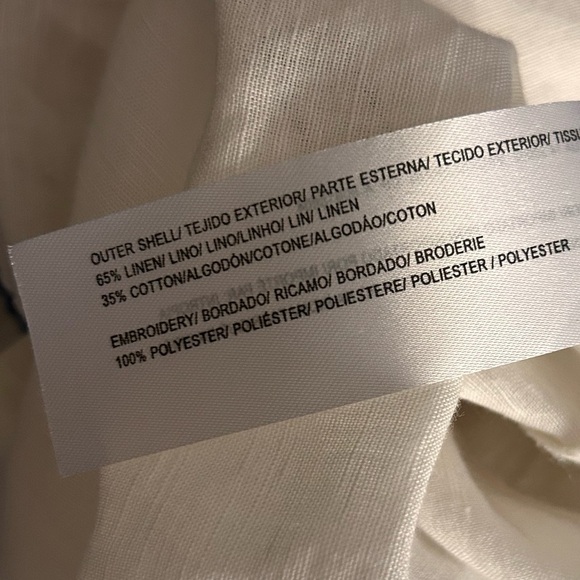 OUTER SHELL/ TEJIDO EXTERIOR/ PARTE ESTERNA/ TECIDO EXTERIOR/
65% LINEN/ LINO/ LINO/LINHO/ LIN/ LINEN
35% COTTON/ALGODÓN/COTONE/ALGODÃO/COTON
EMBROIDERY/ BORDADO/ RICAMO/ BORDADO/ BRODERIE
100% POLYESTER/ POLIÉSTER/ POLIESTERE/ POLIESTER / POLYESTER